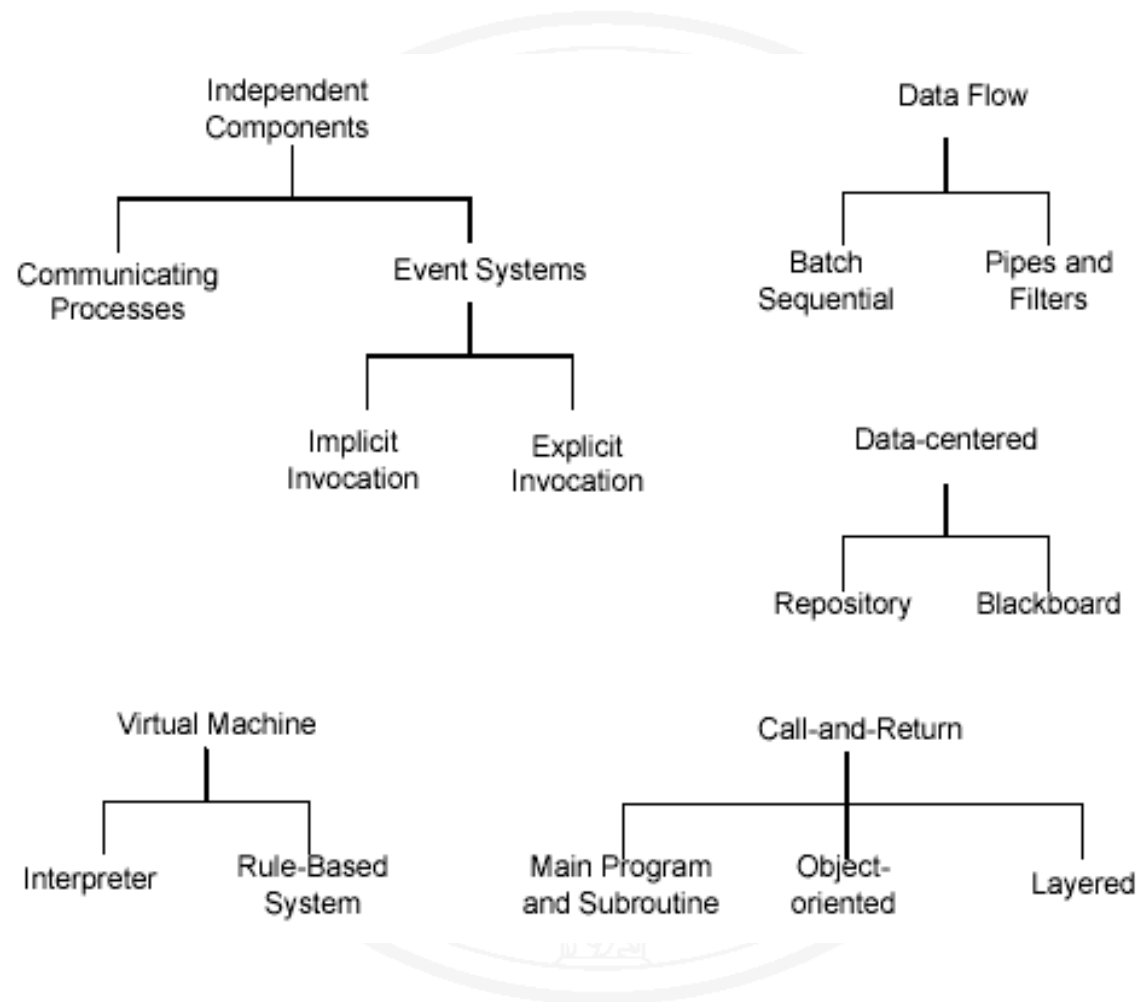 Independent
Components
Data Flow
Communicating
Processes
Event Systems
Batch
Sequential
Pipes and
Filters
Implicit
Invocation
Explicit
Invocation
Data-centered
Repository
Blackboard
Virtual Machine
Call-and-Return
Interpreter
Rule-Based
System
Main Program
and Subroutine
Object-
oriented
Layered